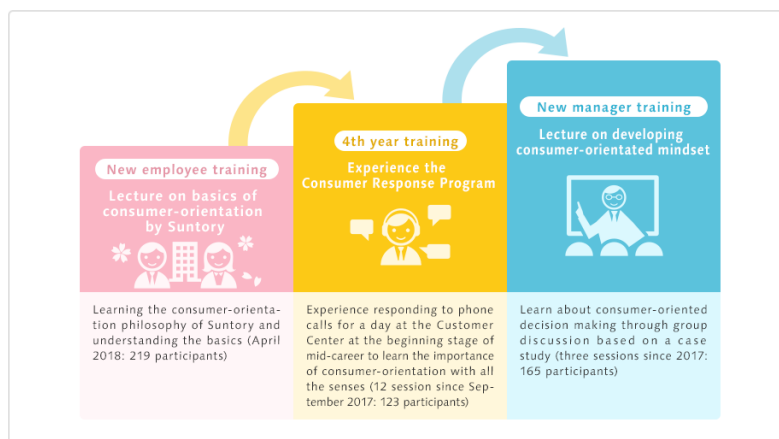 New employee training
Lecture on basics of
consumer-orientation
by Suntory
Learning the consumer-orienta-
tion philosophy of Suntory and
understanding the basics (April
2018: 219 participants)
4th year training
Experience the
Consumer Response Program
Experience responding to phone
calls for a day at the Customer
Center at the beginning stage of
mid-career to learn the importance
of consumer-orientation with all
the senses (12 session since Sep-
tember 2017: 123 participants)
New manager training
Lecture on developing
consumer-orientated mindset
Learn about consumer-oriented
decision making through group
discussion based on a case
study (three sessions since 2017:
165 participants)